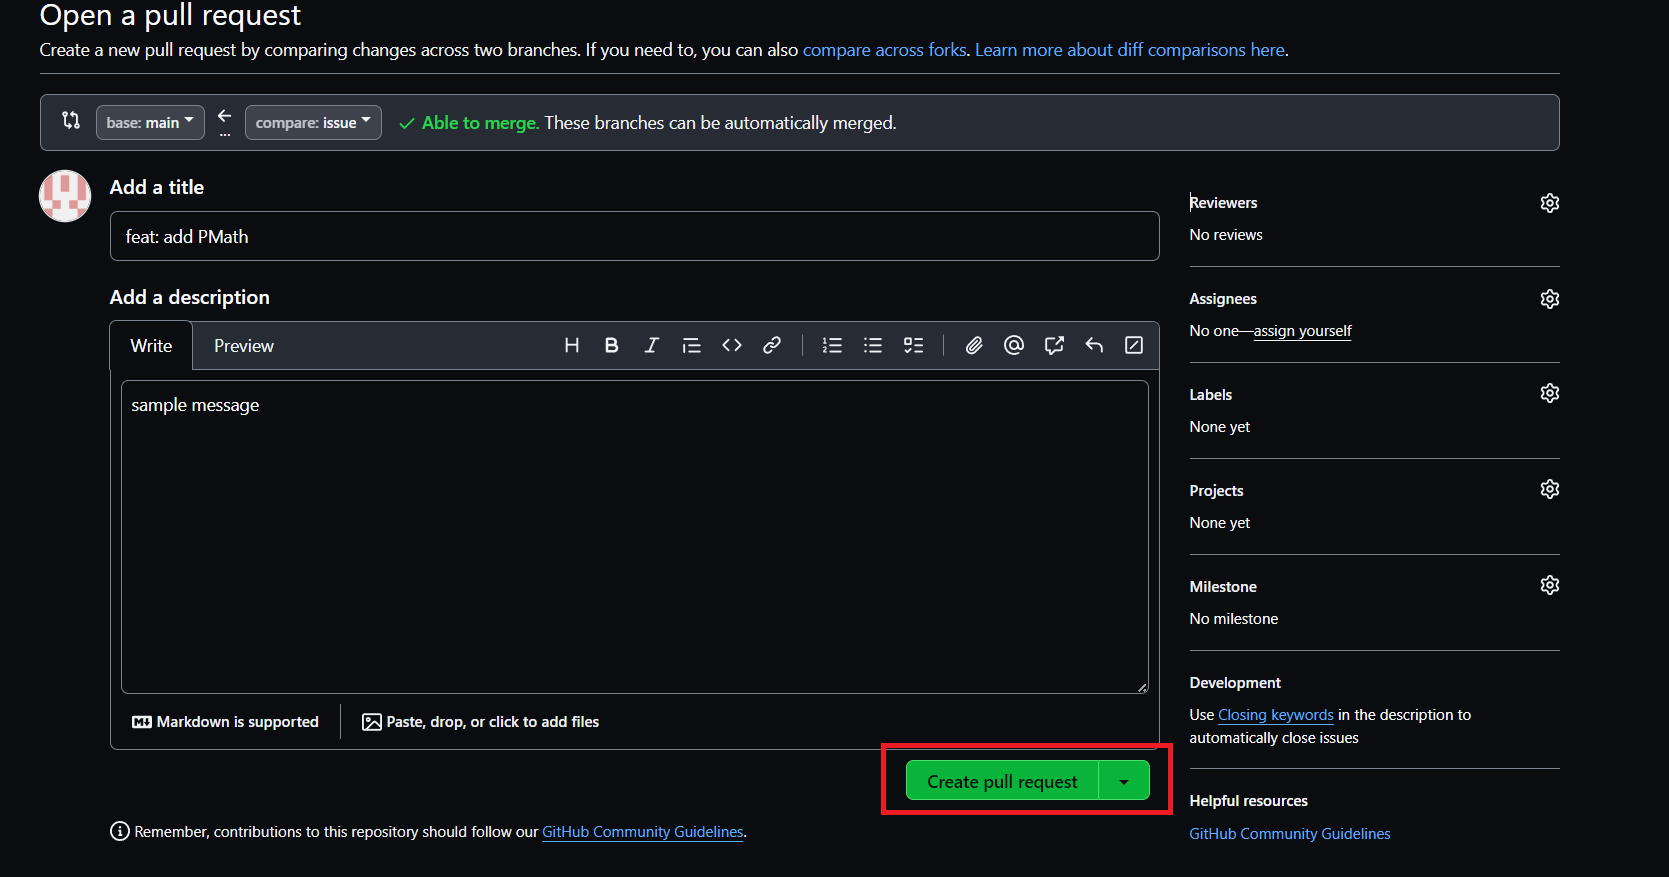 Open a pull request
Create a new pull request by comparing changes across two branches. If you need to, you can also compare across forks. Learn more about diff comparisons here.
base: main
compare: issue
Able to merge. These branches can be automatically merged.
Add a title
feat: add PMath
Add a description
Write
Preview
sample message
Markdown is supported
Paste, drop, or click to add files
Create pull request
Remember, contributions to this repository should follow our GitHub Community Guidelines.
Reviewers
No reviews
Assignees
No one—assign yourself
Labels
None yet
Projects
None yet
Milestone
No milestone
Development
Use Closing keywords in the description to
automatically close issues
Helpful resources
GitHub Community Guidelines